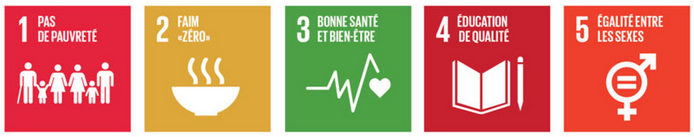 1 PAS
DE PAUVRETÉ
2 FAIM
«ZÉRO»
3 BONNE SANTÉ
ET BIEN-ÊTRE
4 ÉDUCATION
DE QUALITÉ
5 ÉGALITÉ ENTRE
LES SEXES